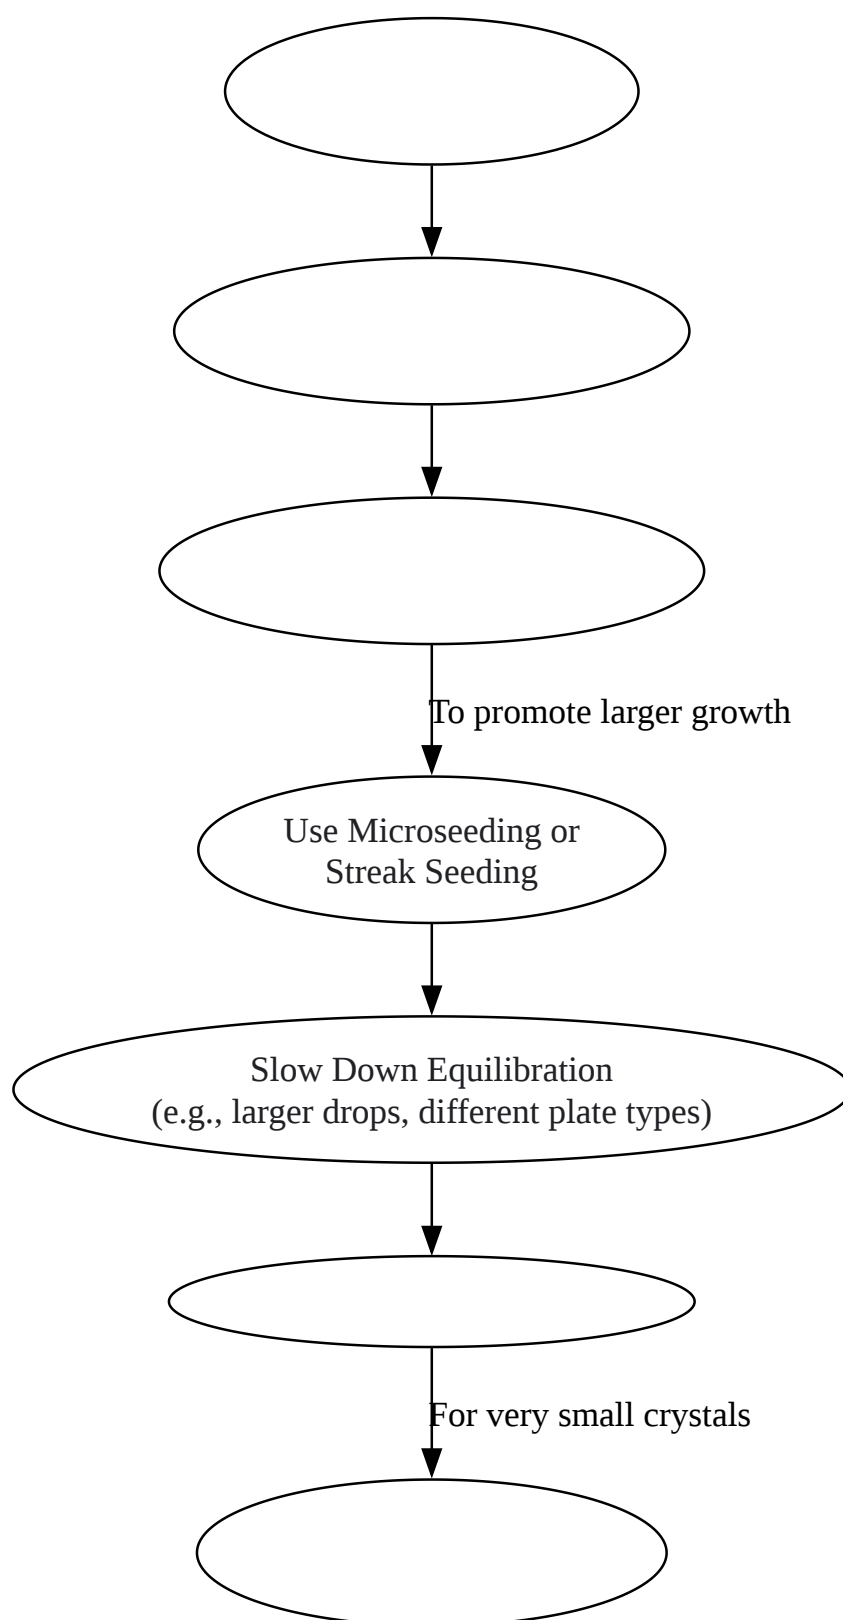 To promote larger growth
Use Microseeding or
Streak Seeding
Slow Down Equilibration
(e.g., larger drops, different plate types)
For very small crystals